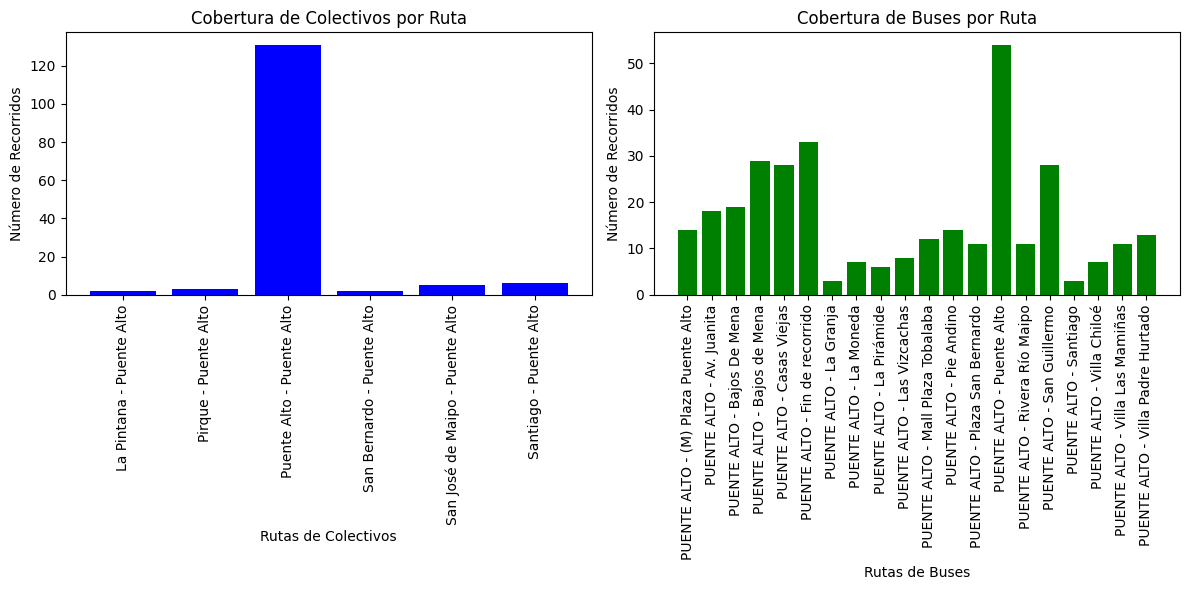 Cobertura de Colectivos por Ruta
Número de Recorridos
120
100
80
60
40
20
0
La Pintana - Puente Alto
Pirque - Puente Alto
Puente Alto - Puente Alto
San Bernardo - Puente Alto
San José de Maipo - Puente Alto
Santiago - Puente Alto
Rutas de Colectivos
Cobertura de Buses por Ruta
Número de Recorridos
50
40
30
20
10
0
PUENTE ALTO - (M) Plaza Puente Alto
PUENTE ALTO - Av. Juanita
PUENTE ALTO - Bajos De Mena
PUENTE ALTO - Bajos de Mena
PUENTE ALTO - Casas Viejas
PUENTE ALTO - Fin de recorrido
PUENTE ALTO - La Granja
PUENTE ALTO - La Moneda
PUENTE ALTO - La Pirámide
PUENTE ALTO - Las Vizcachas
PUENTE ALTO - Mall Plaza Tobalaba
PUENTE ALTO - Pie Andino
PUENTE ALTO - Plaza San Bernardo
PUENTE ALTO - Puente Alto
PUENTE ALTO - Rivera Río Maipo
PUENTE ALTO - San Guillermo
PUENTE ALTO - Santiago
PUENTE ALTO - Villa Chiloé
PUENTE ALTO - Villa Las Mamiñas
PUENTE ALTO - Villa Padre Hurtado
Rutas de Buses